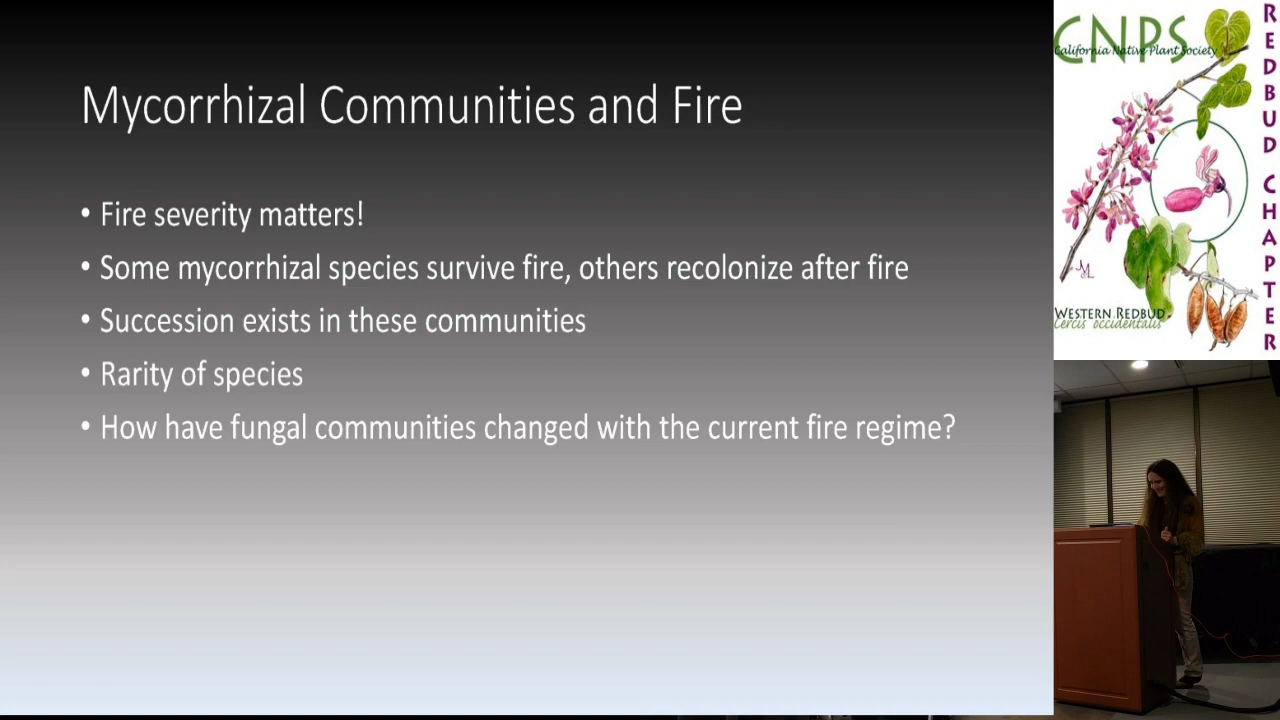 Mycorrhizal Communities and Fire
• Fire severity matters!
• Some mycorrhizal species survive fire, others recolonize after fire
• Succession exists in these communities
• Rarity of species
• How have fungal communities changed with the current fire regime?
CNPS
California Native Plant Society
REDBUD CHAPTER
WESTERN REDBUD
Cercis occidentalis